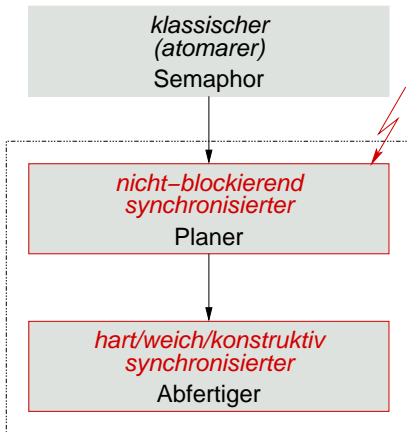 klassischer
(atomarer)
Semaphor
nicht−blockierend
synchronisierter
Planer
hart/weich/konstruktiv
synchronisierter
Abfertiger